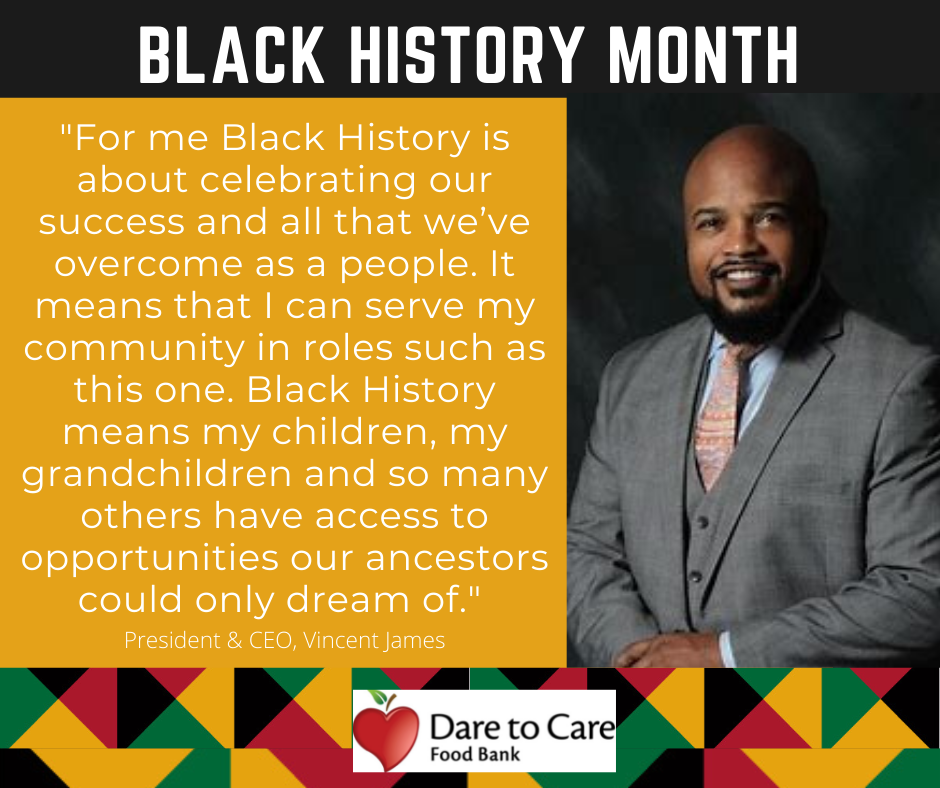 BLACK HISTORY MONTH
"For me Black History is
about celebrating our
success and all that we’ve
overcome as a people. It
means that I can serve my
community in roles such as
this one. Black History
means my children, my
grandchildren and so many
others have access to
opportunities our ancestors
could only dream of."
President & CEO, Vincent James
Dare to Care
Food Bank